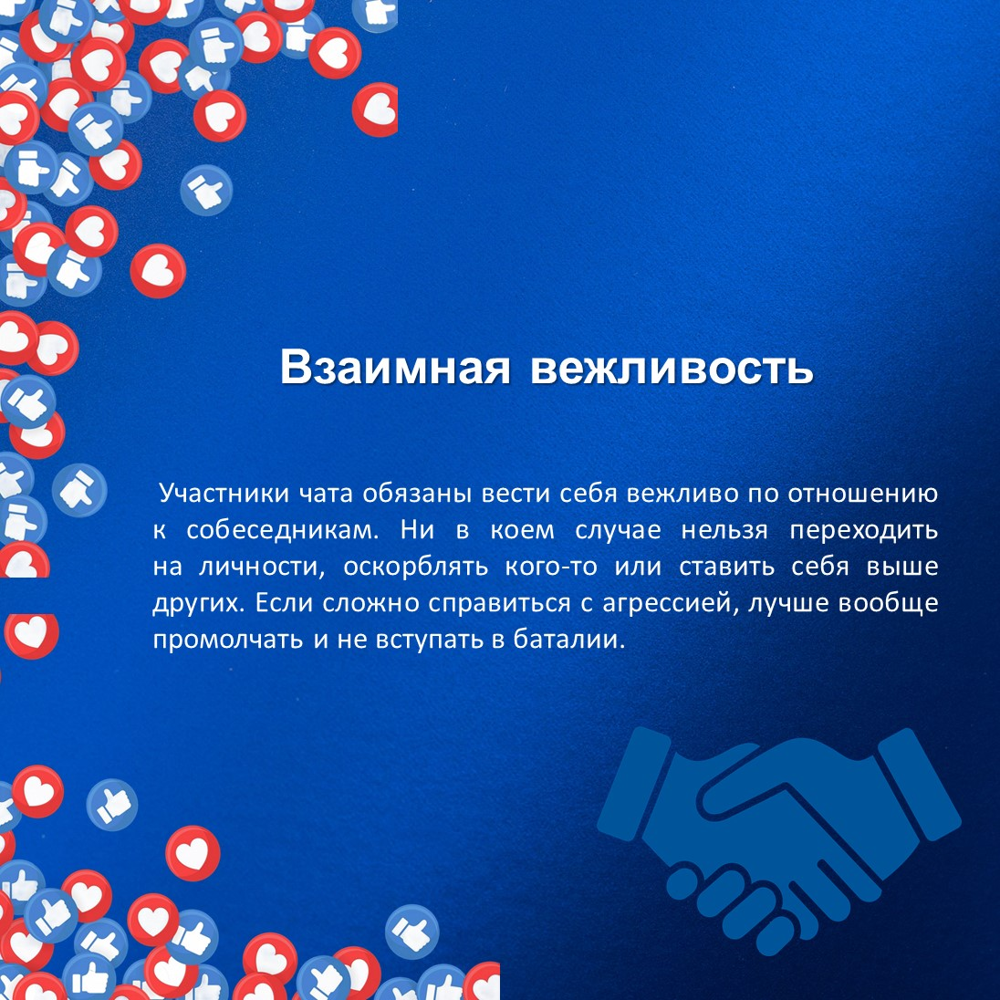 Взаимная вежливость
Участники чата обязаны вести себя вежливо по отношению
к собеседникам. Ни в коем случае нельзя переходить
на личности, оскорблять кого-то или ставить себя выше
других. Если сложно справиться с агрессией, лучше вообще
промолчать и не вступать в баталии.